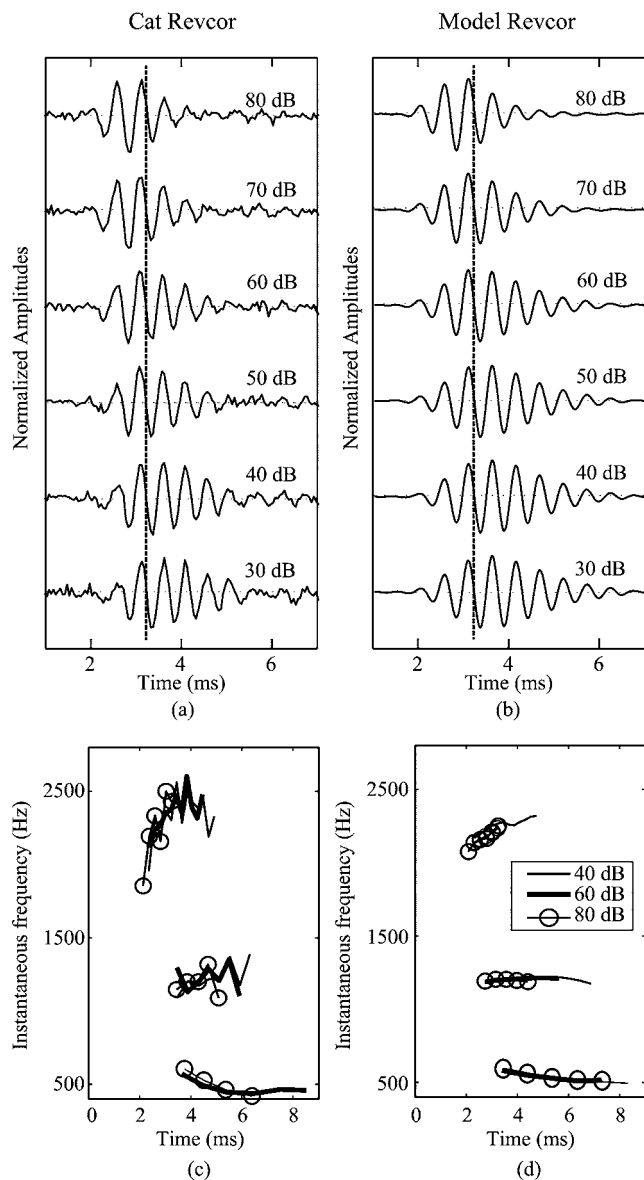 Cat Revcor
Model Revcor
Normalized Amplitudes
80 dB
70 dB
60 dB
50 dB
40 dB
30 dB
2 4 6
Time (ms)
(a)
Normalized Amplitudes
80 dB
70 dB
60 dB
50 dB
40 dB
30 dB
2 4 6
Time (ms)
(b)
Instantaneous frequency (Hz)
2500
1500
500
0 2 4 6 8
Time (ms)
(c)
Instantaneous frequency (Hz)
2500
1500
500
40 dB
60 dB
80 dB
0 2 4 6 8
Time (ms)
(d)